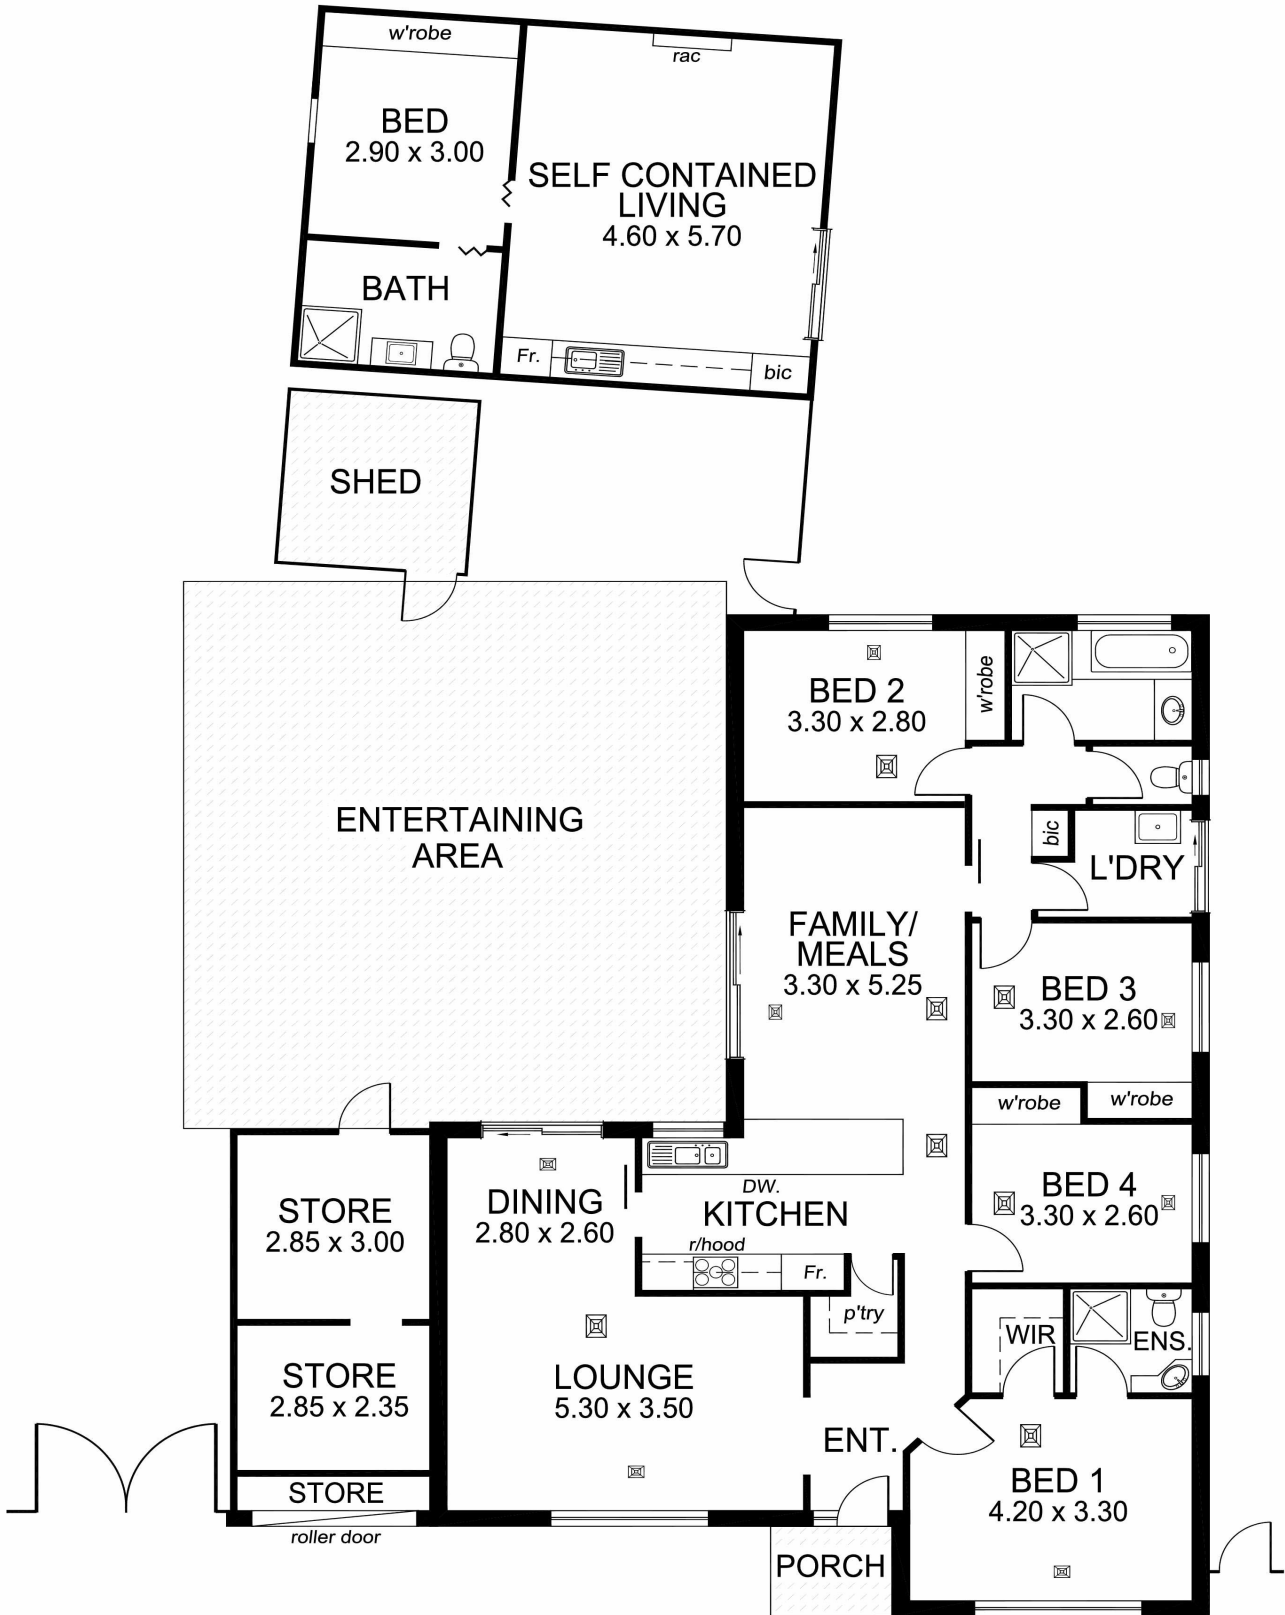 w'robe
rac
BED
2.90 x 3.00
SELF CONTAINED
LIVING
4.60 x 5.70
BATH
Fr.
bic
SHED
BED 2
3.30 x 2.80
w'robe
ENTERTAINING
AREA
bic
L'DRY
FAMILY/
MEALS
3.30 x 5.25
BED 3
3.30 x 2.60
w'robe
w'robe
DINING
2.80 x 2.60
DW.
KITCHEN
r/hood
Fr.
p'try
BED 4
3.30 x 2.60
STORE
2.85 x 3.00
WIR
ENS.
STORE
2.85 x 2.35
LOUNGE
5.30 x 3.50
ENT.
STORE
roller door
BED 1
4.20 x 3.30
PORCH